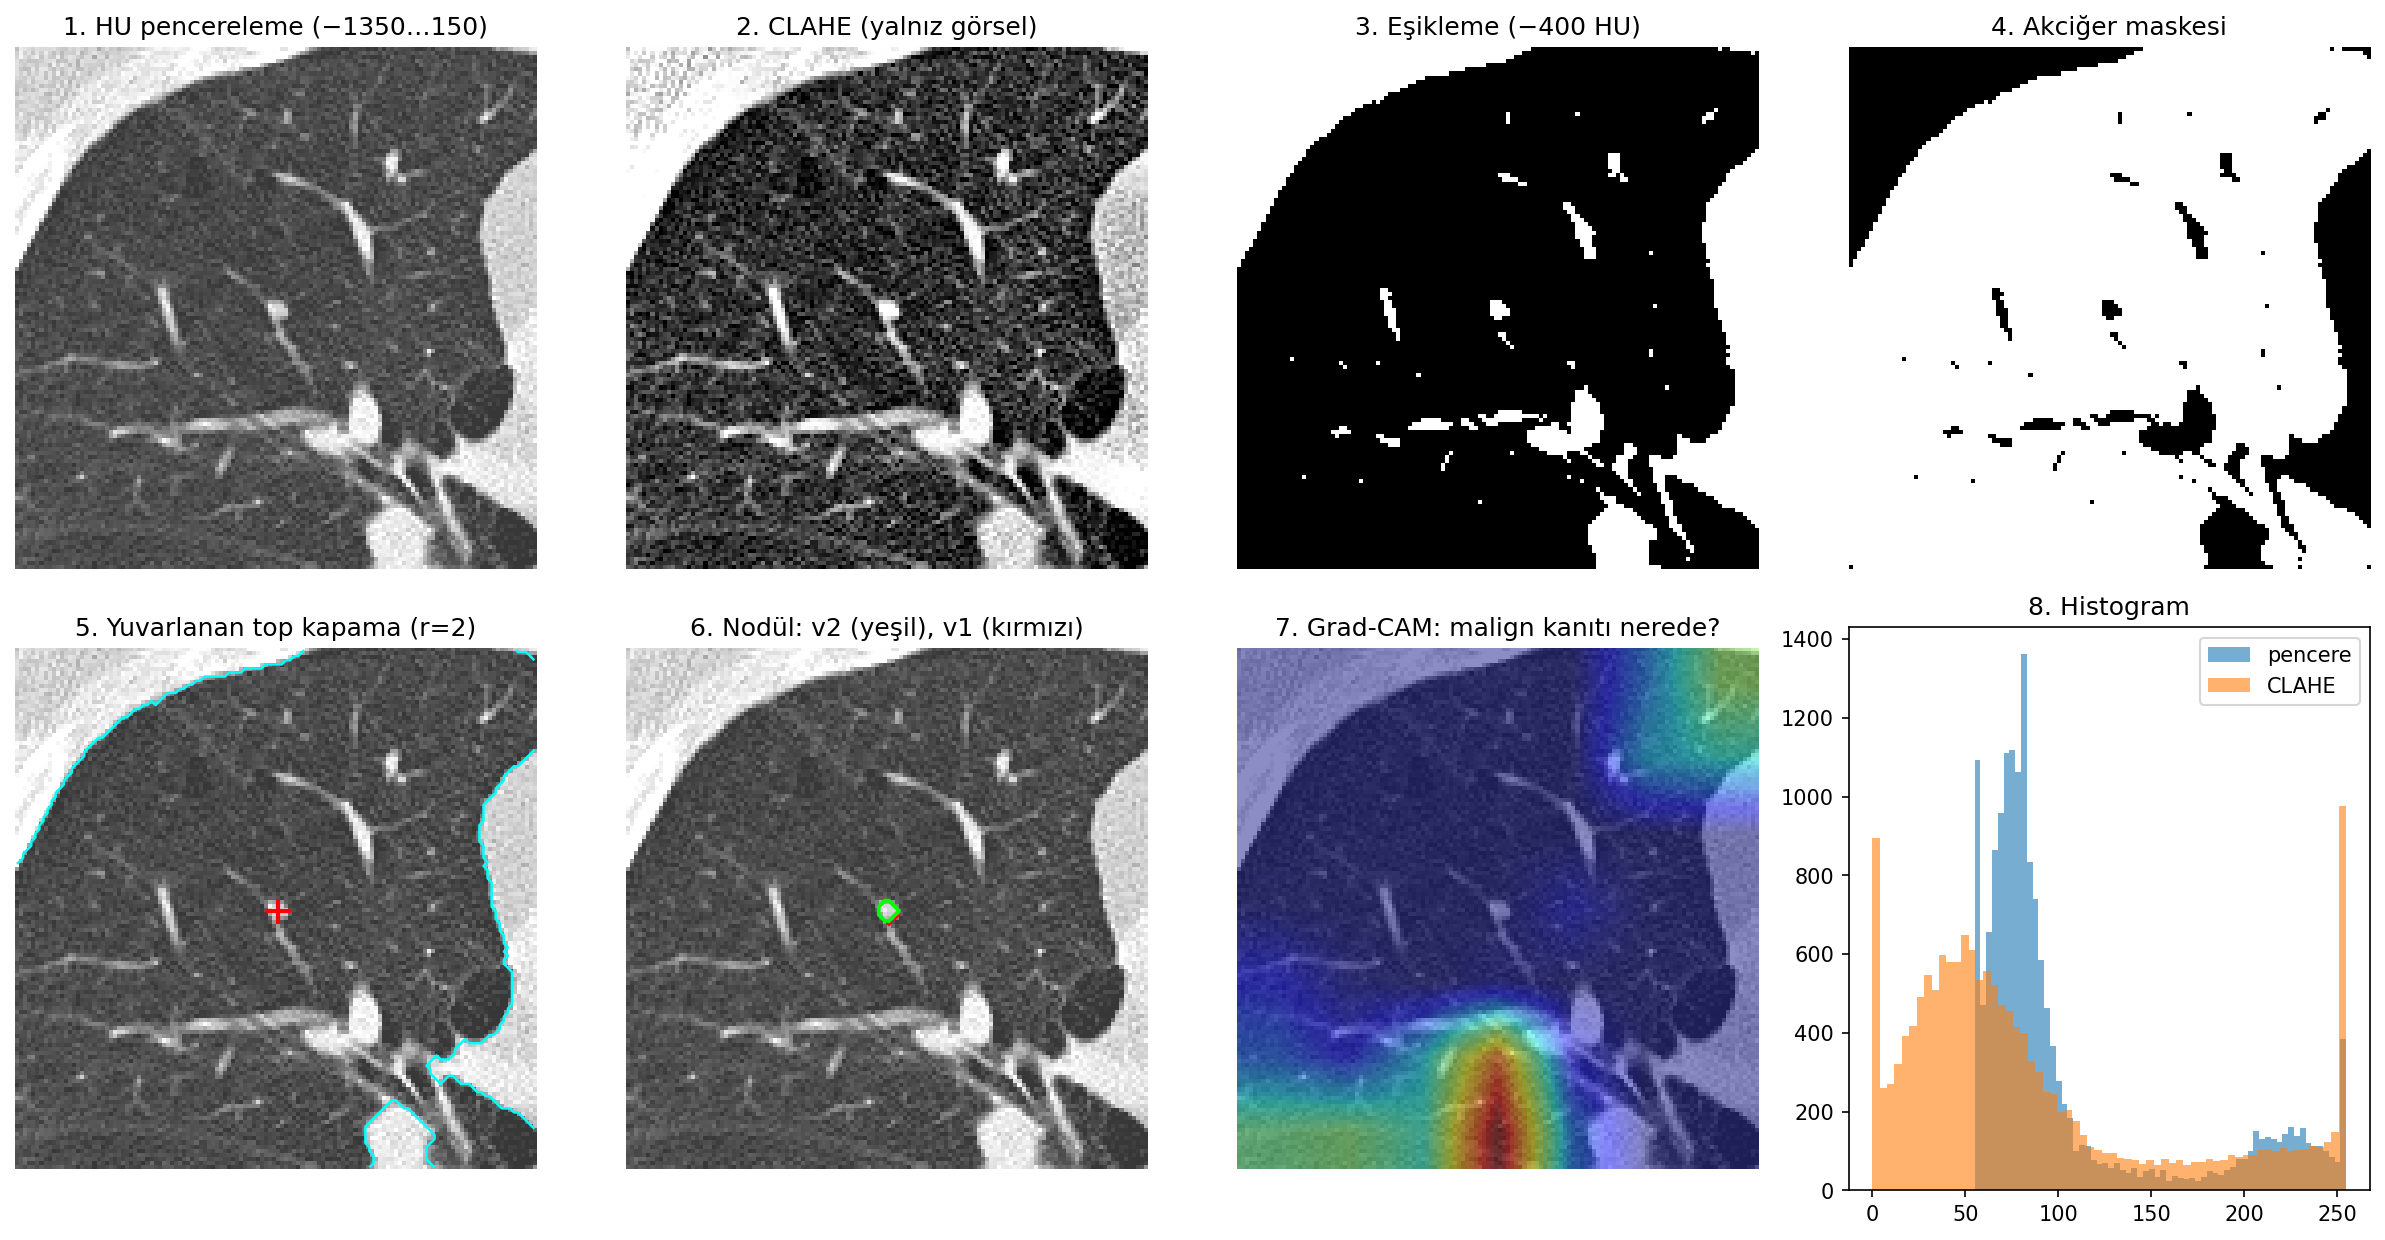 1. HU pencereleme (−1350…150)
2. CLAHE (yalnız görsel)
3. Eşikleme (−400 HU)
4. Akciğer maskesi
5. Yuvarlanan top kapama (r=2)
6. Nodül: v2 (yeşil), v1 (kırmızı)
7. Grad-CAM: malign kanıtı nerede?
8. Histogram
pencere
CLAHE
1400
1200
1000
800
600
400
200
0
0 50 100 150 200 250